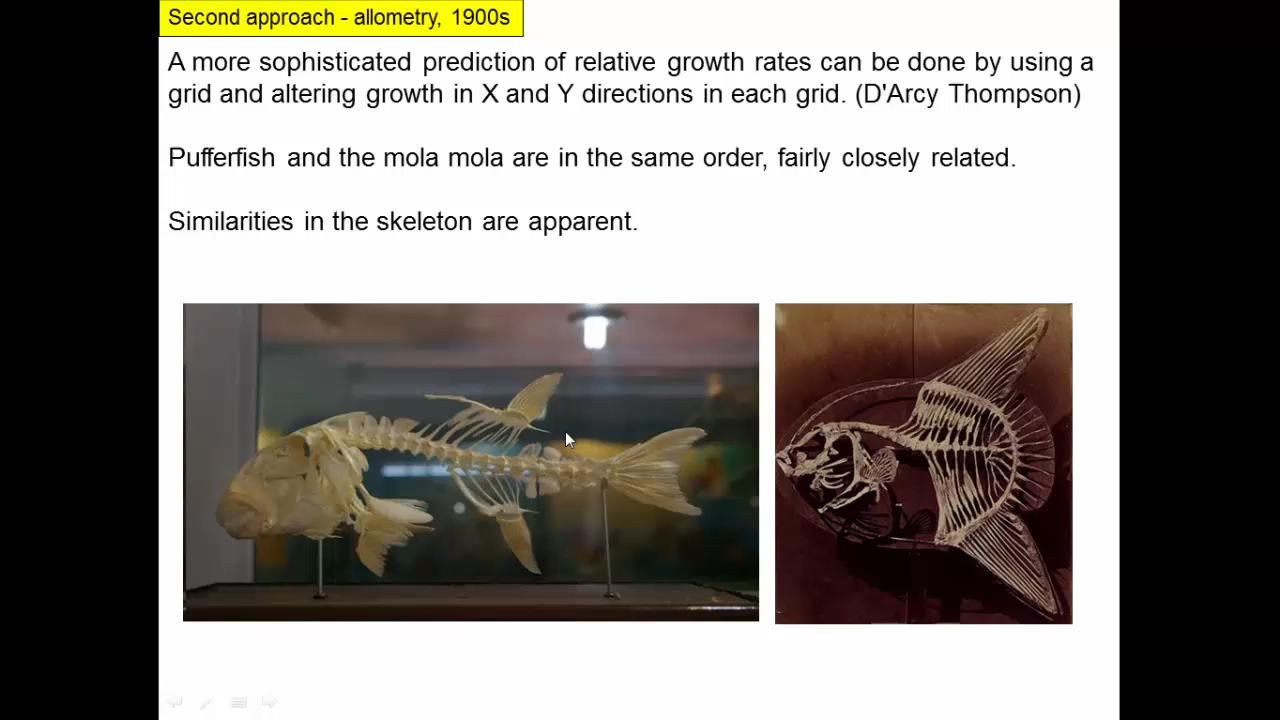 Second approach - allometry, 1900s
A more sophisticated prediction of relative growth rates can be done by using a
grid and altering growth in X and Y directions in each grid. (D'Arcy Thompson)
Pufferfish and the mola mola are in the same order, fairly closely related.
Similarities in the skeleton are apparent.